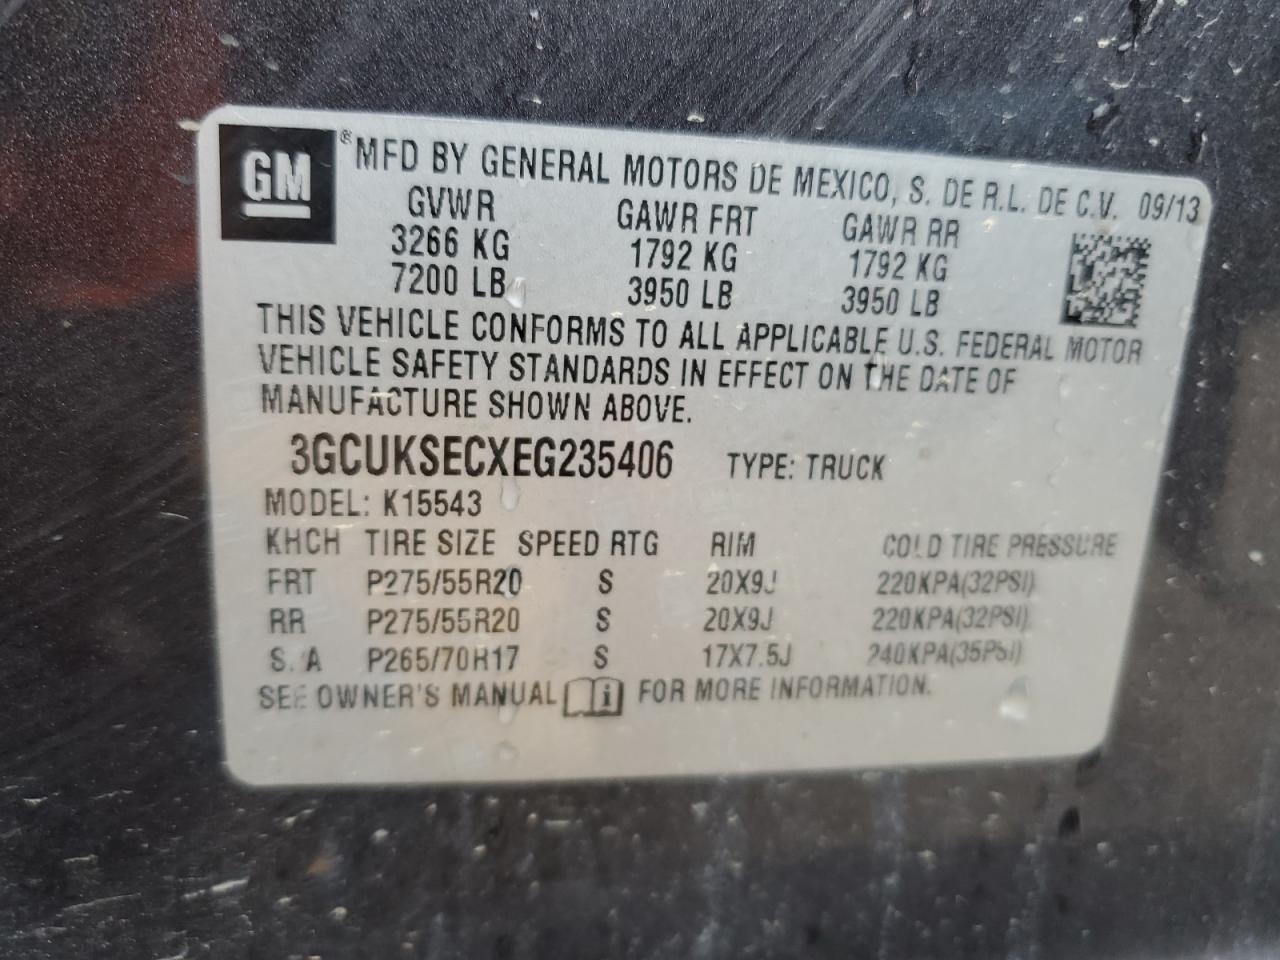 GM ® MFD BY GENERAL MOTORS DE MEXICO, S. DE R.L. DE C.V. 09/13
GVWR GAWR FRT GAWR RR
3266 KG 1792 KG 1792 KG
7200 LB 3950 LB 3950 LB
THIS VEHICLE CONFORMS TO ALL APPLICABLE U.S. FEDERAL MOTOR
VEHICLE SAFETY STANDARDS IN EFFECT ON THE DATE OF
MANUFACTURE SHOWN ABOVE.
3GCUKSECXEG235406 TYPE: TRUCK
MODEL: K15543
KHCH TIRE SIZE SPEED RTG RIM COLD TIRE PRESSURE
FRT P275/55R20 S 20X9J 220KPA(32PSI)
RR P275/55R20 S 20X9J 220KPA(32PSI)
S.A P265/70R17 S 17X7.5J 240KPA(35PSI)
SEE OWNER'S MANUAL i FOR MORE INFORMATION.